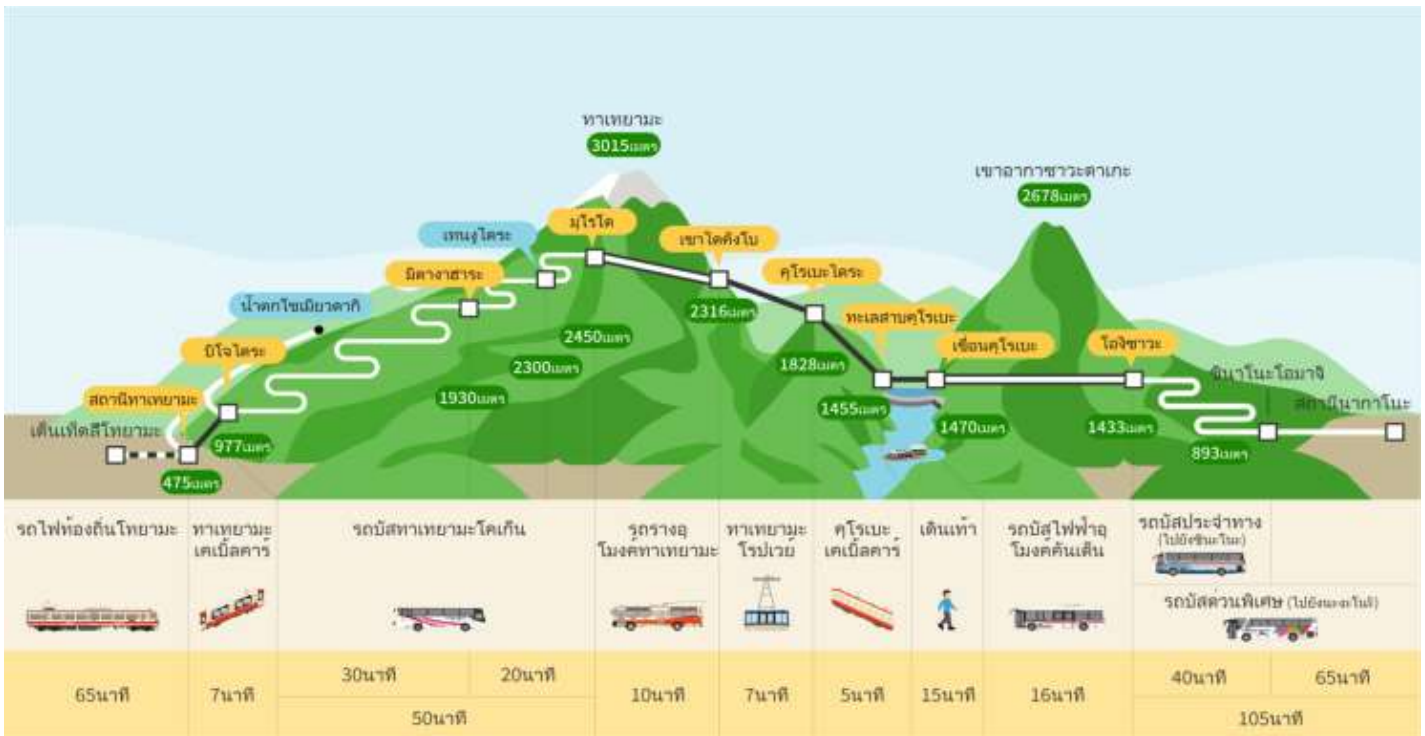 ทาเทยามะ
3015เมตร
เขาอากาซาวะดาเกะ
2678เมตร
มุโรโด
เทนงูไดระ
เขาไดคังโบ
มิดางาฮาระ
คุโรเบะไดระ
น้ำตกโชเมียวดากิ
2316เมตร
ทะเลสาบคุโรเบะ
2450เมตร
เขื่อนคุโรเบะ
โองิซาวะ
บิโจไดระ
2300เมตร
1828เมตร
ชินาโนะโอมาจิ
สถานีทาเทยามะ
1930เมตร
1455เมตร
สถานีนากาโนะ
เด็นเท็ตสึโทยามะ
977เมตร
1470เมตร
1433เมตร
893เมตร
475เมตร
รถไฟท้องถิ่นโทยามะ
ทาเทยามะ
เคเบิ้ลคาร์
รถบัสทาเทยามะโคเก็น
รถรางอุ
โมงค์ทาเทยามะ
ทาเทยามะ
โรปเวย์
คุโรเบะ
เคเบิ้ลคาร์
เดินเท้า
รถบัสไฟฟ้าอุ
โมงค์คันเด็น
รถบัสประจำทาง
(ไปยังชินะโนะ)
รถบัสด่วนพิเศษ
65นาที
7นาที
30นาที
20นาที
50นาที
10นาที
7นาที
5นาที
15นาที
16นาที
40นาที
65นาที
105นาที